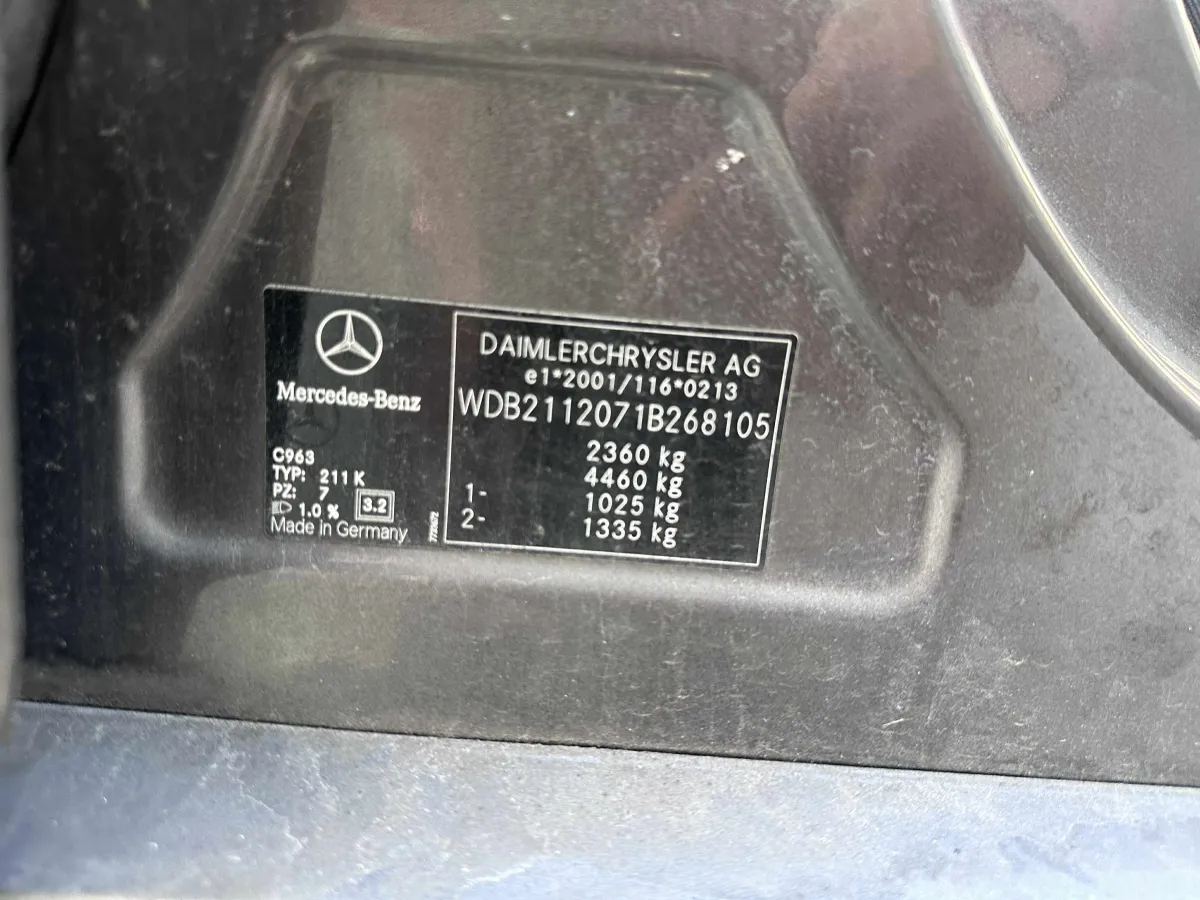 Mercedes-Benz
C963
TYP: 211 K
PZ: 7
1.0 %
3.2
Made in Germany
DAIMLERCHRYSLER AG
e1*2001/116*0213
WDB2112071B268105
2360 kg
4460 kg
1- 1025 kg
2- 1335 kg